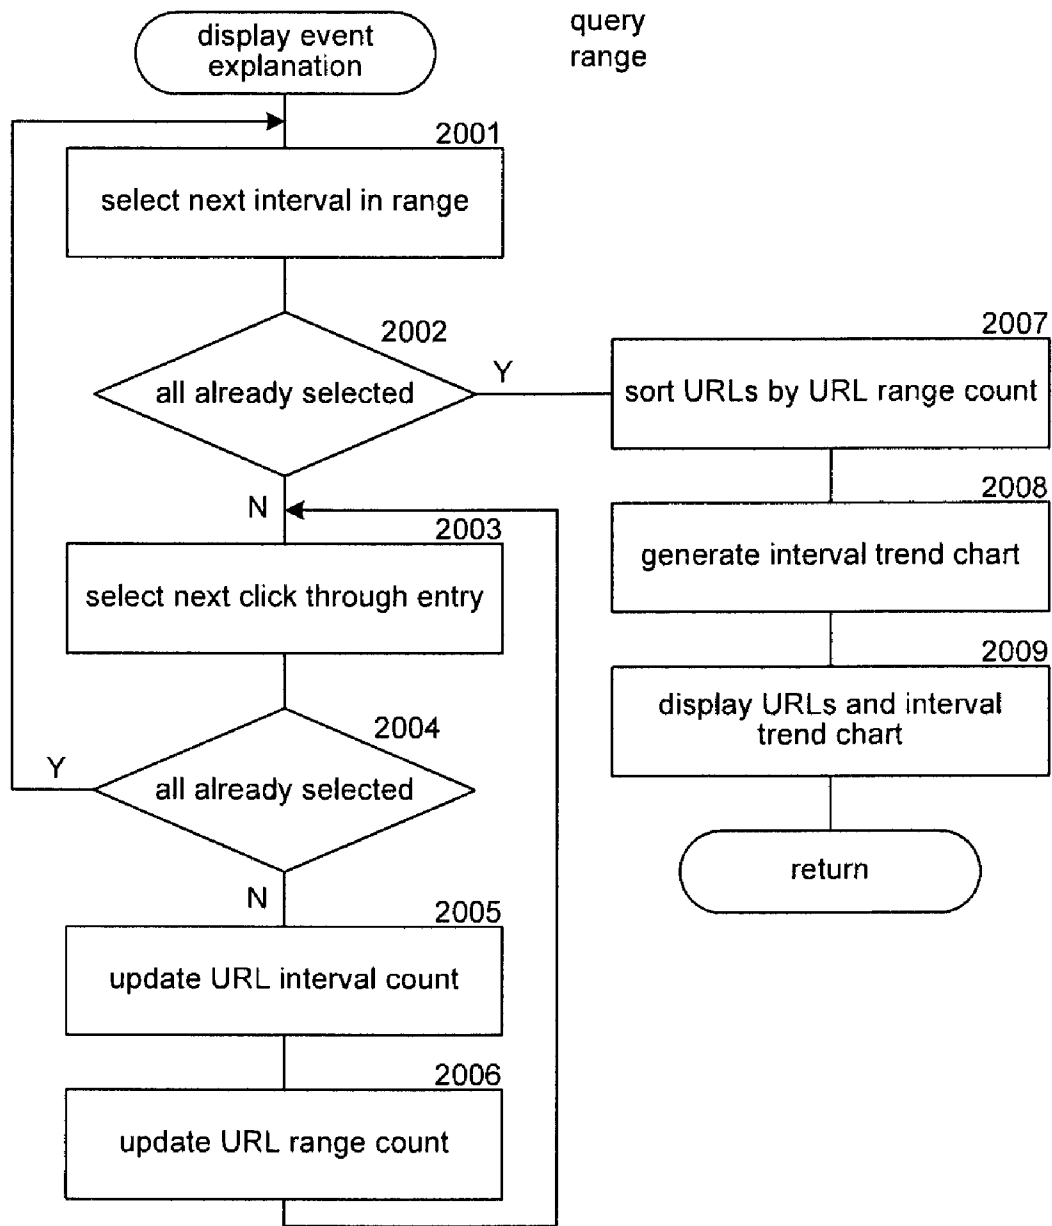 display event
explanation
query
range
2001
select next interval in range
2002
all already selected
Y
N
2003
select next click through entry
2004
all already selected
Y
N
2005
update URL interval count
2006
update URL range count
2007
sort URLs by URL range count
2008
generate interval trend chart
2009
display URLs and interval
trend chart
return